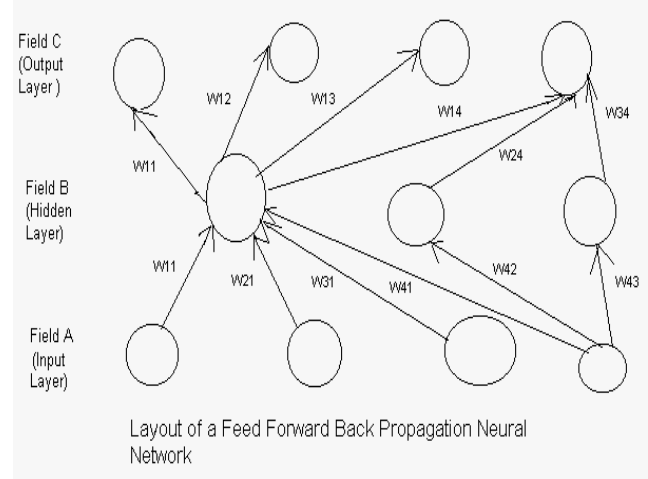 Field C
(Output
Layer )
W12
W13
W14
W34
W11
W24
Field B
(Hidden
Layer)
W11
W21
W31
W41
W42
W43
Field A
(Input
Layer)
Layout of a Feed Forward Back Propagation Neural
Network